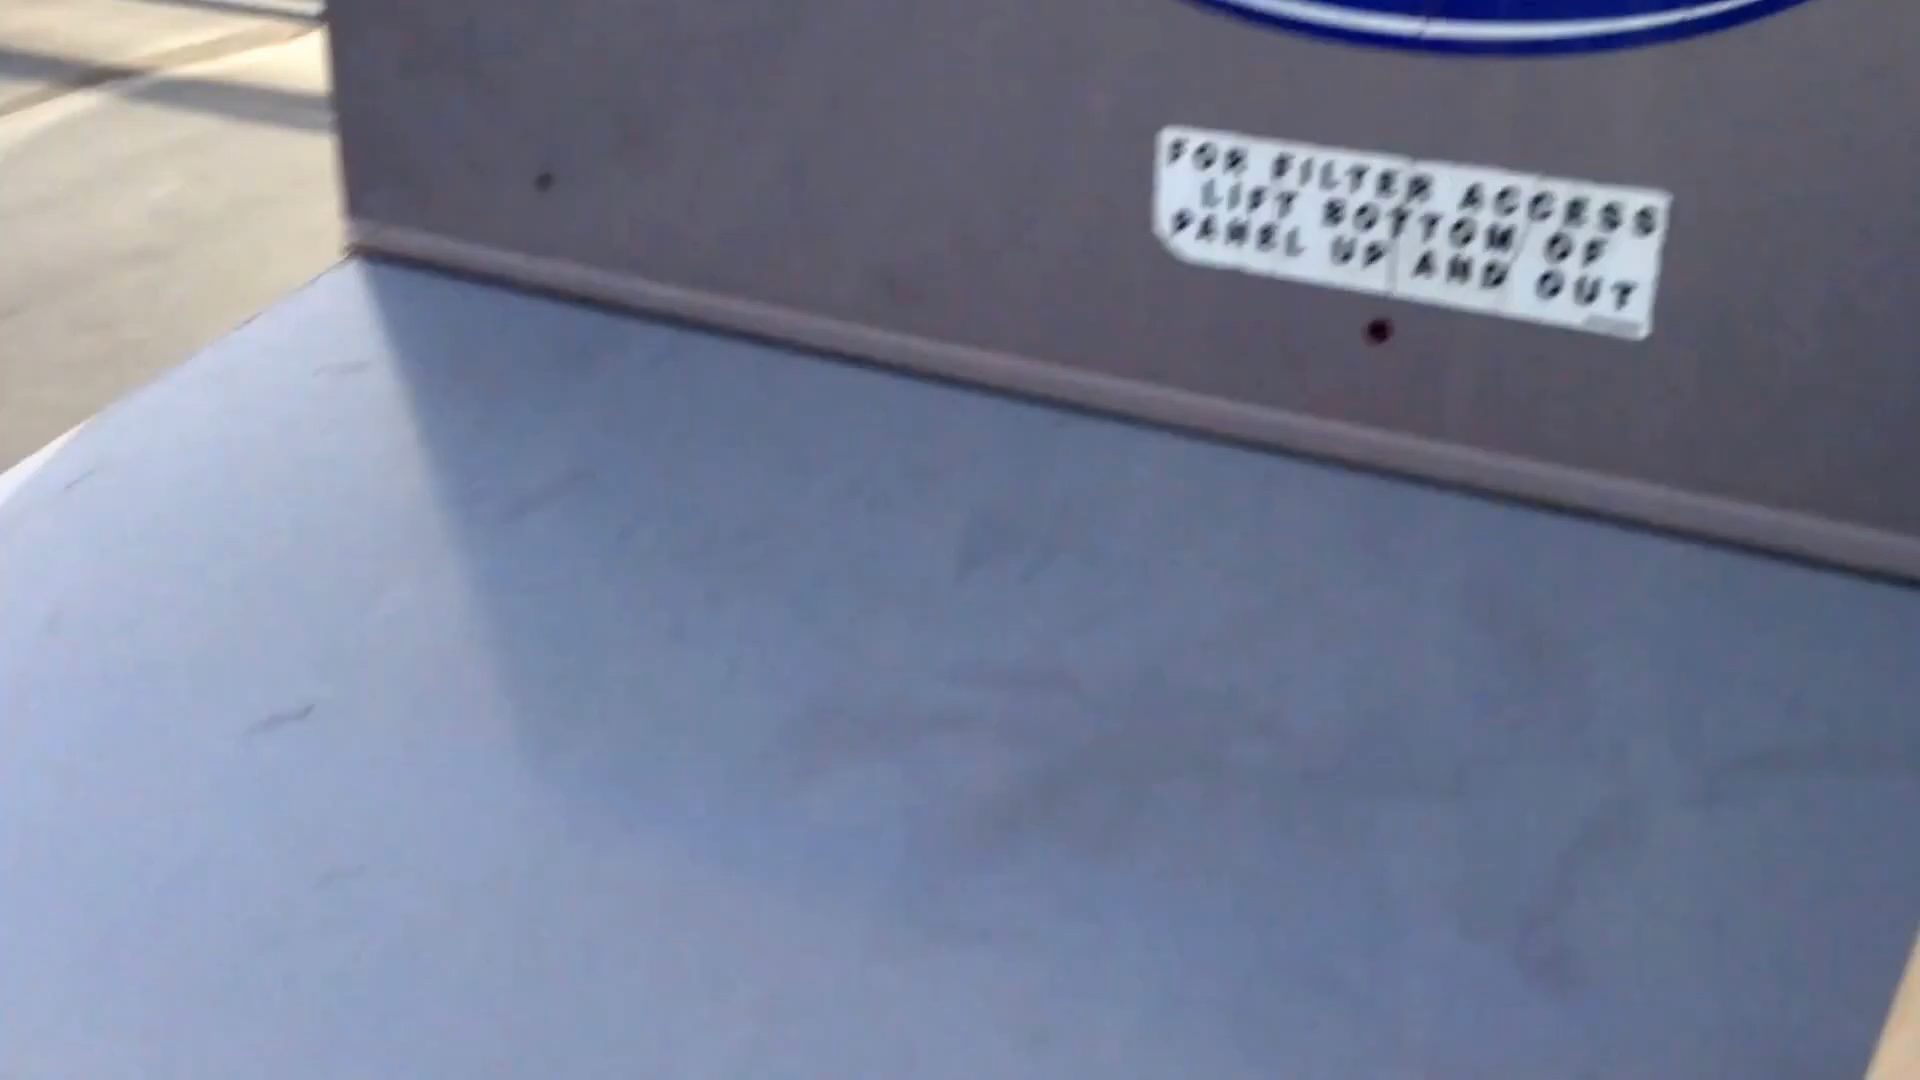 FOR FILTER ACCESS
LIFT BOTTOM OF
PANEL UP AND OUT